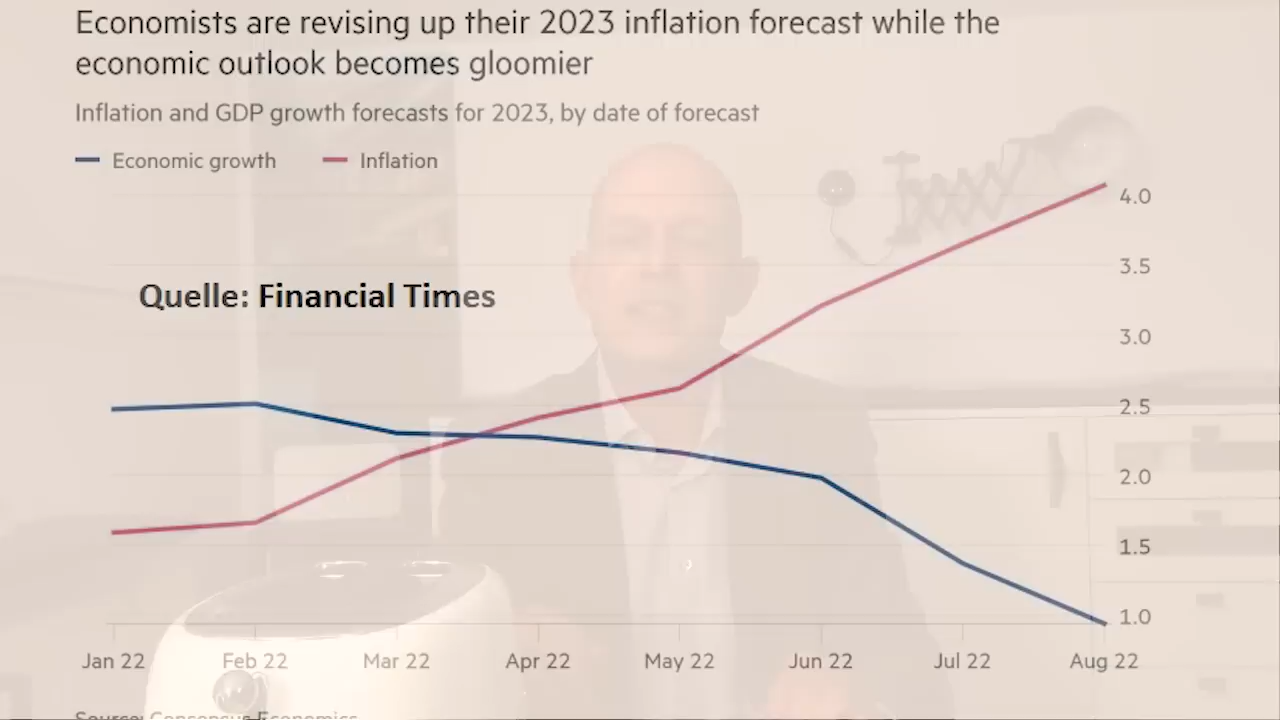 Economists are revising up their 2023 inflation forecast while the
economic outlook becomes gloomier
Inflation and GDP growth forecasts for 2023, by date of forecast
Economic growth Inflation
4.0
3.5
Quelle: Financial Times
3.0
2.5
2.0
1.5
1.0
Jan 22 Feb 22 Mar 22 Apr 22 May 22 Jun 22 Jul 22 Aug 22
Source: Consensus Economics